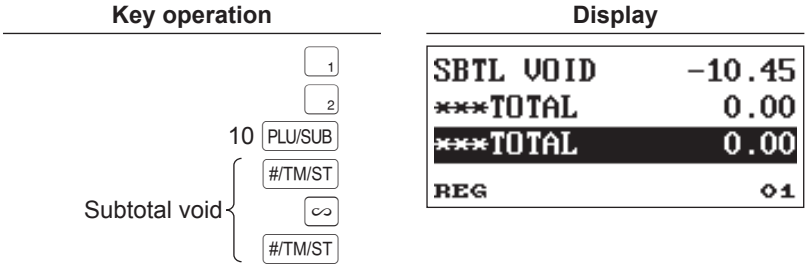 Key operation
1
2
10 PLU/SUB
#/TM/ST
Subtotal void
∾
#/TM/ST
Display
SBTL VOID -10.45
***TOTAL 0.00
***TOTAL 0.00
REG 01